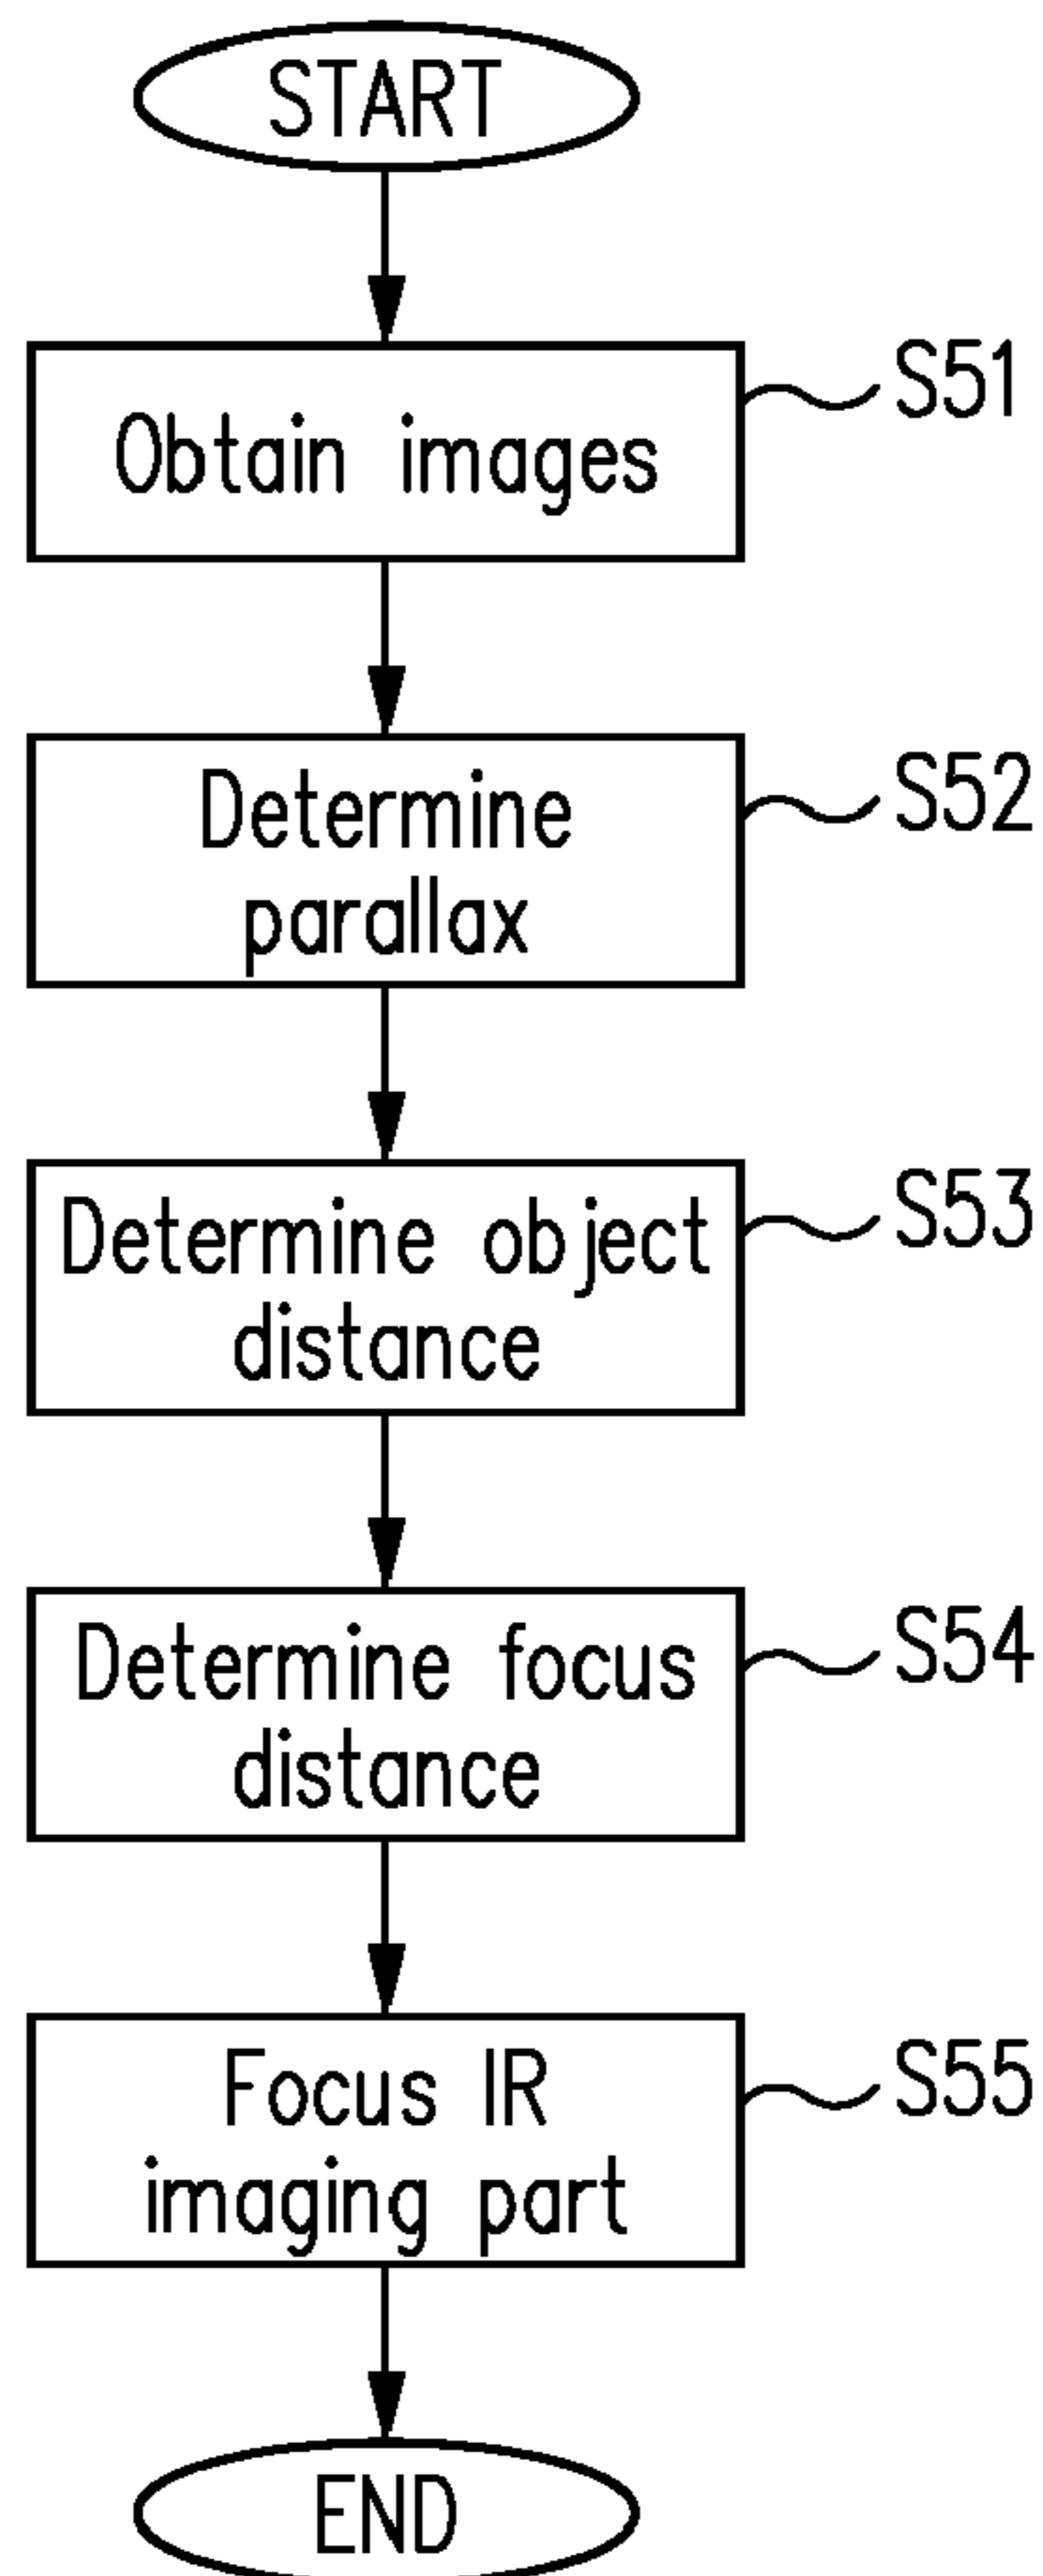 START
Obtain images
S51
Determine
parallax
S52
Determine object
distance
S53
Determine focus
distance
S54
Focus IR
imaging part
S55
END